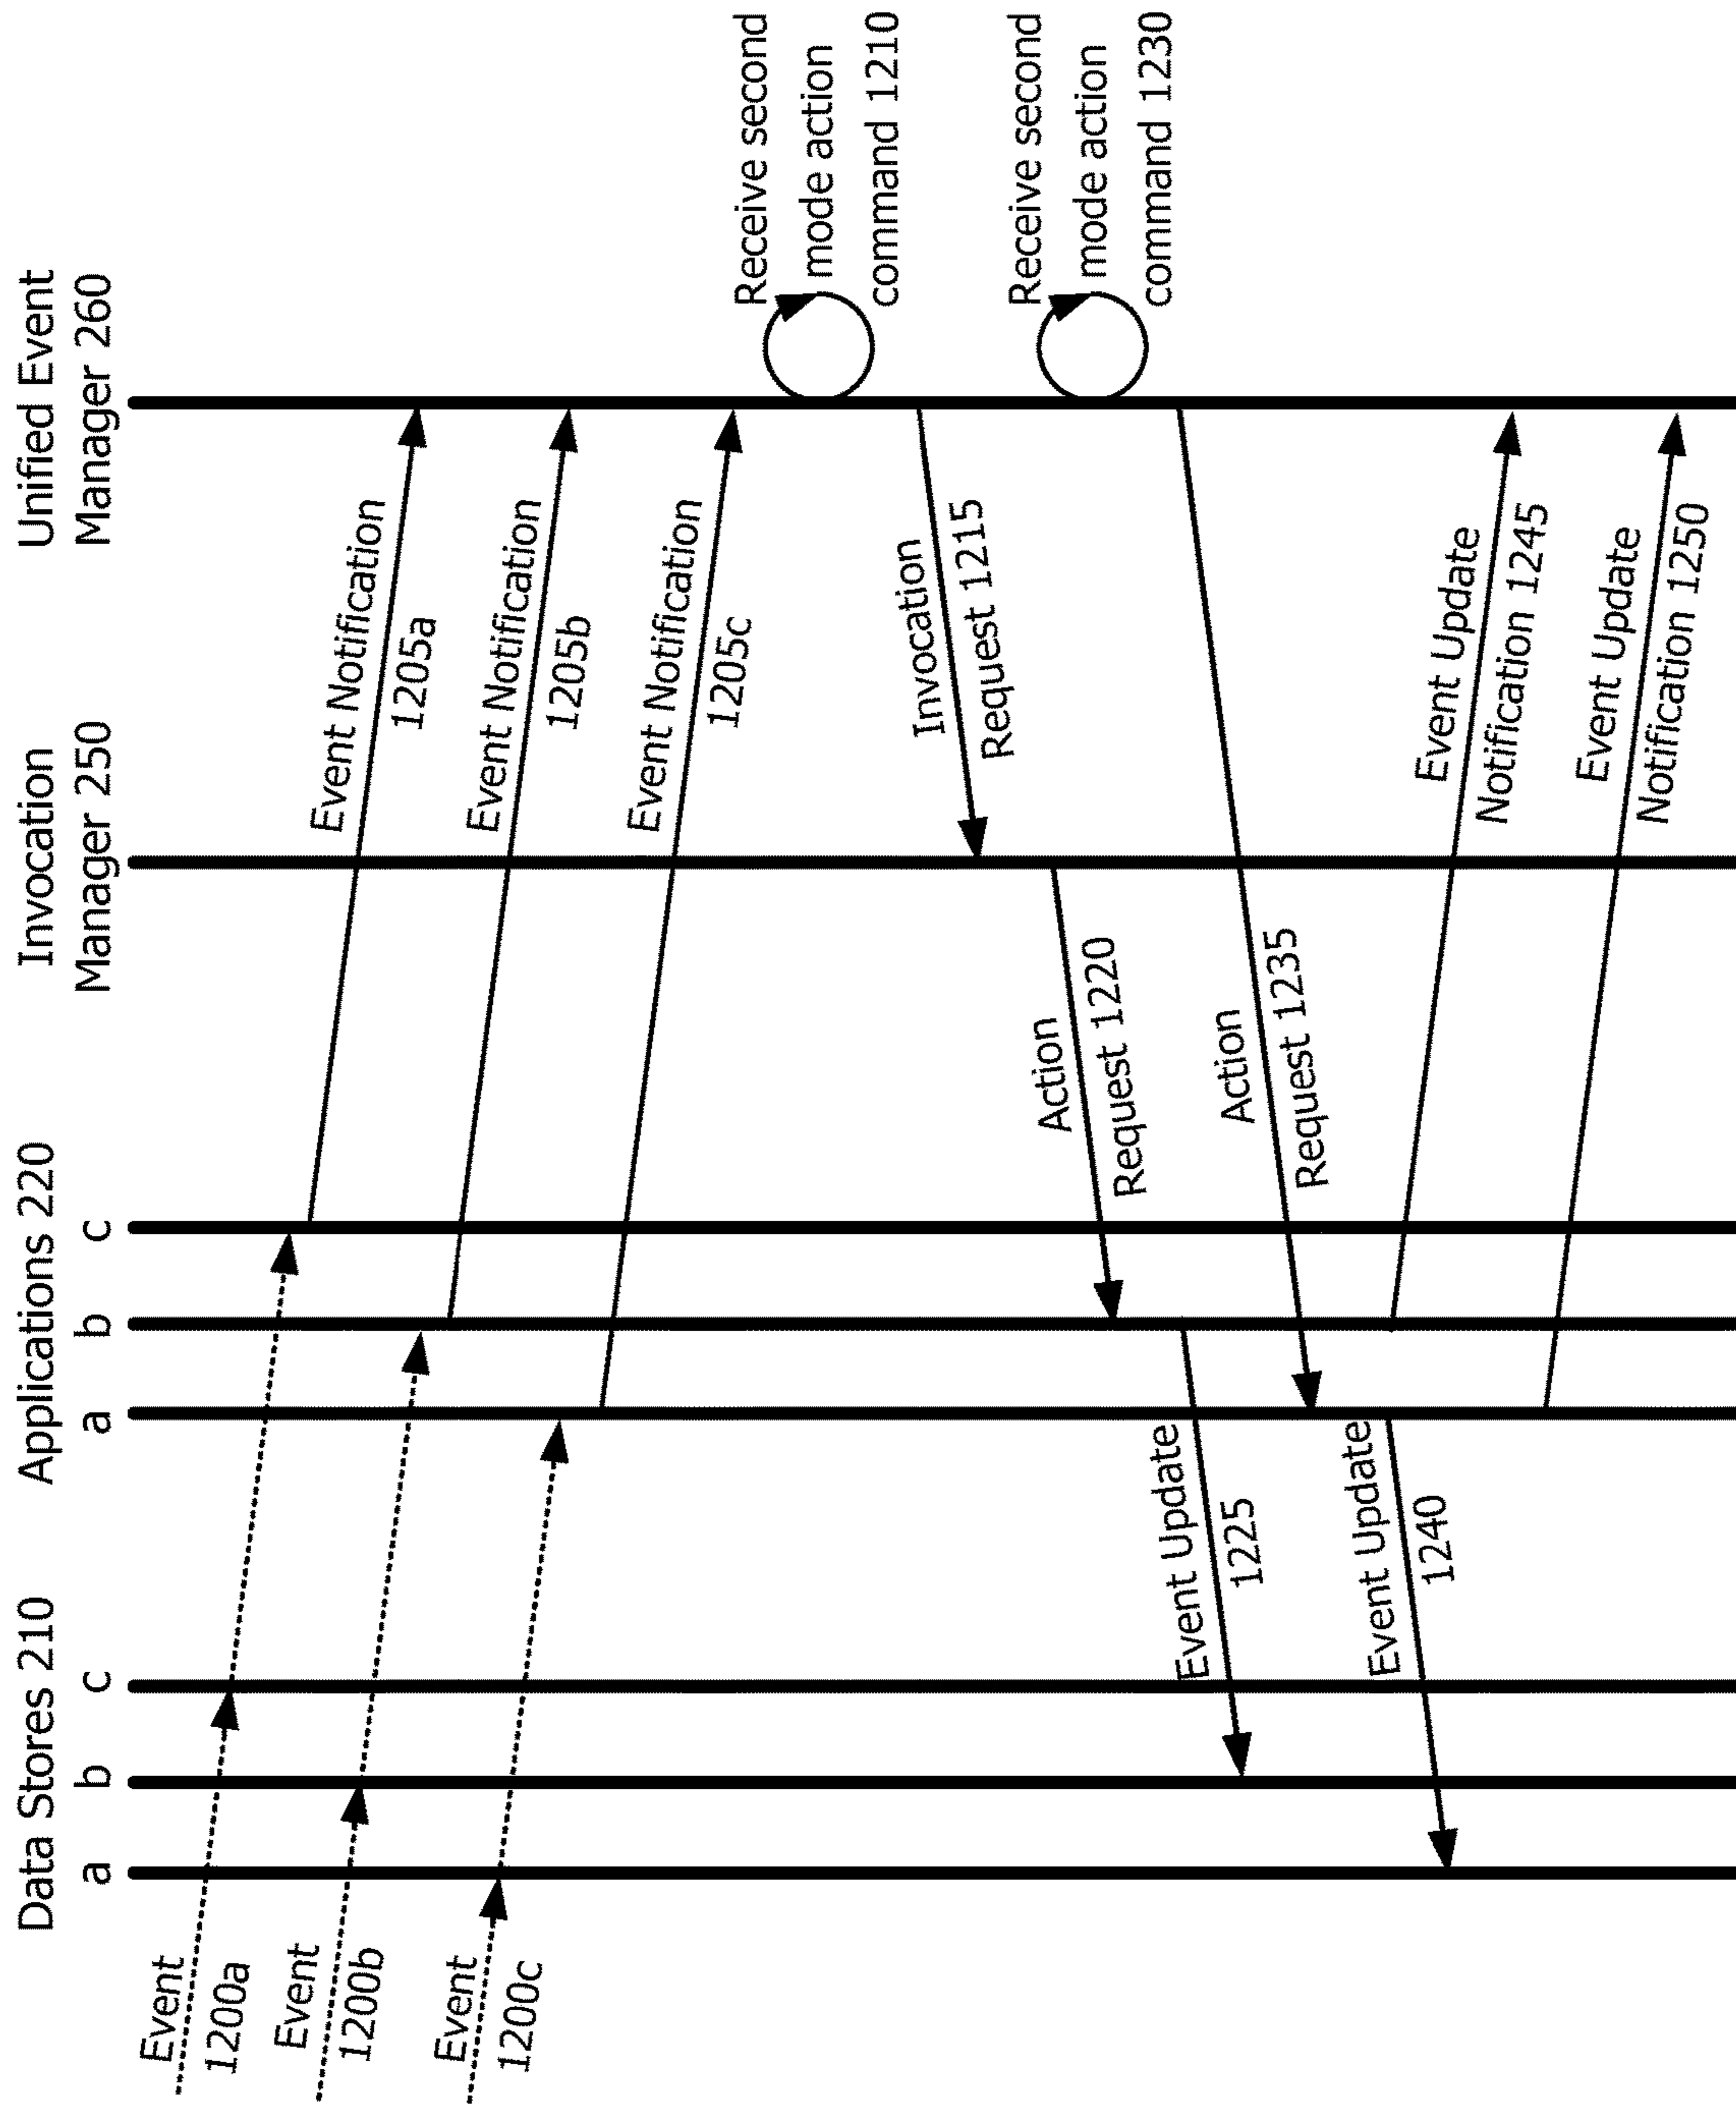 Data Stores 210
a
b
c
Applications 220
a
b
c
Invocation
Manager 250
Unified Event
Manager 260
Event
1200a
Event
1200b
Event
1200c
Event Notification
1205a
Event Notification
1205b
Event Notification
1205c
Receive second
mode action
command 1210
Invocation
Request 1215
Action
Request 1220
Event Update
1225
Receive second
mode action
command 1230
Action
Request 1235
Event Update
1240
Event Update
Notification 1245
Event Update
Notification 1250